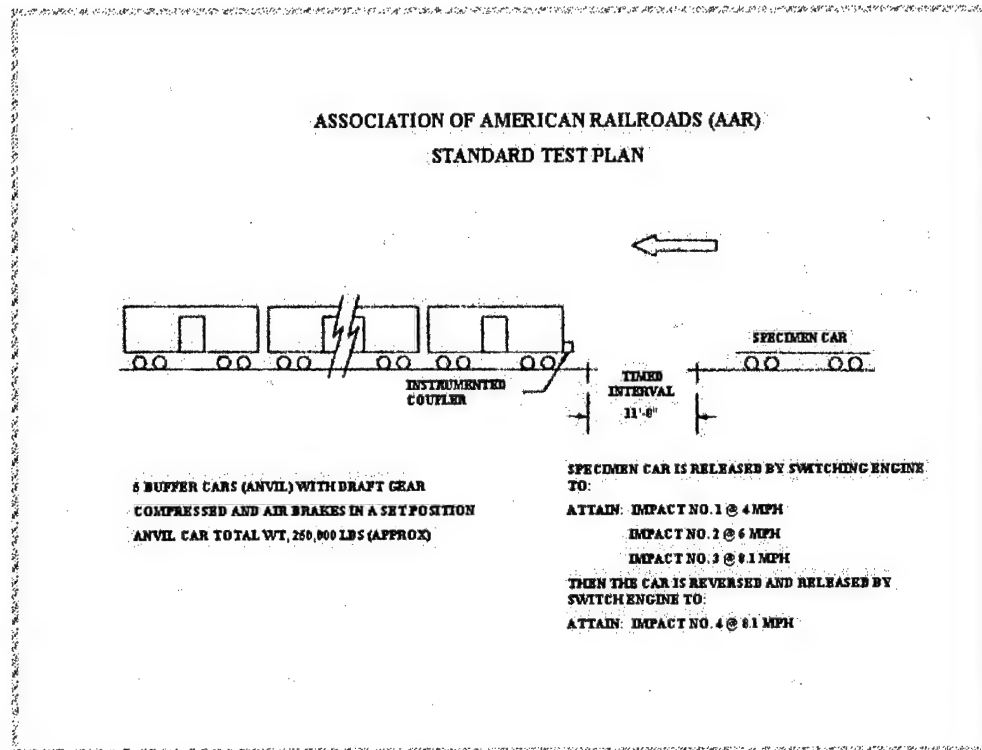 ASSOCIATION OF AMERICAN RAILROADS (AAR)
STANDARD TEST PLAN
SPECIMEN CAR
INSTRUMENTED
COUPLER
TIMED
INTERVAL
11'-0"
5 BUFFER CARS (ANVIL) WITH DRAFT GEAR
COMPRESSED AND AIR BRAKES IN A SET POSITION
ANVIL CAR TOTAL WT, 250,000 LBS (APPROX)
SPECIMEN CAR IS RELEASED BY SWITCHING ENGINE
TO:
ATTAIN: IMPACT NO. 1 @ 4 MPH
IMPACT NO. 2 @ 6 MPH
IMPACT NO. 3 @ 8.1 MPH
THEN THE CAR IS REVERSED AND RELEASED BY
SWITCH ENGINE TO:
ATTAIN: IMPACT NO. 4 @ 8.1 MPH